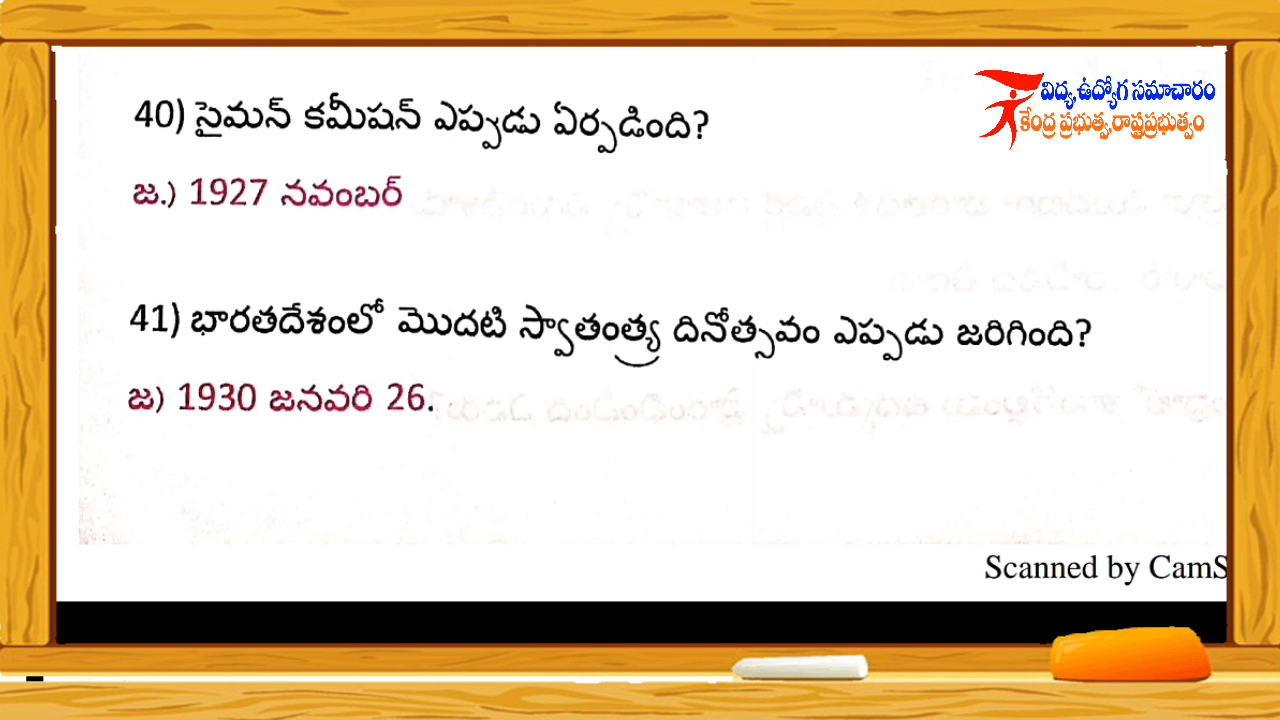 విద్య,ఉద్యోగ సమాచారం
కేంద్ర ప్రభుత్వ,రాష్ట్రప్రభుత్వం
40) సైమన్ కమీషన్ ఎప్పుడు ఏర్పడింది?
జ.) 1927 నవంబర్
41) భారతదేశంలో మొదటి స్వాతంత్ర్య దినోత్సవం ఎప్పడు జరిగింది?
జ) 1930 జనవరి 26.
Scanned by CamS